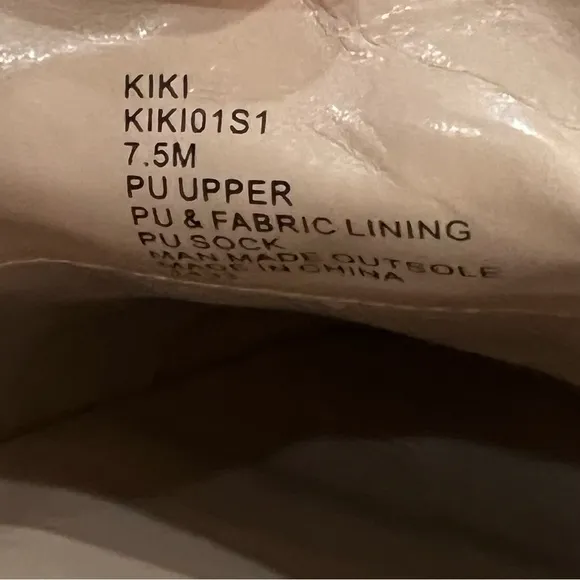 KIKI
KIKI01S1
7.5M
PU UPPER
PU & FABRIC LINING
PU SOCK
MAN MADE OUTSOLE
MADE IN CHINA